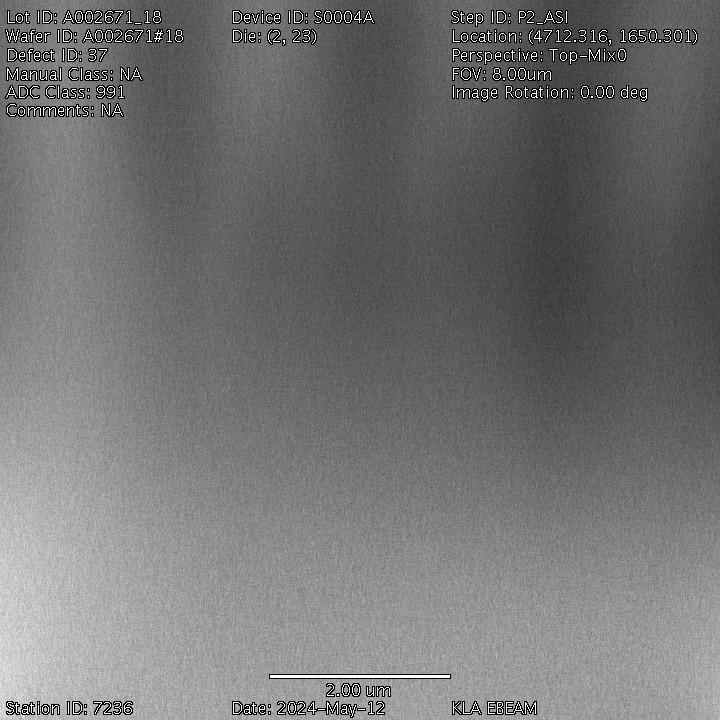 Lot ID: A002671_18
Device ID: S0004A
Step ID: P2_ASI
Wafer ID: A002671#18
Die: (2, 23)
Location: (4712.316, 1650.301)
Defect ID: 37
Perspective: Top-Mix0
Manual Class: NA
FOV: 8.00um
ADC Class: 991
Image Rotation: 0.00 deg
Comments: NA
2.00 um
Station ID: 7236
Date: 2024-May-12
KLA EBEAM